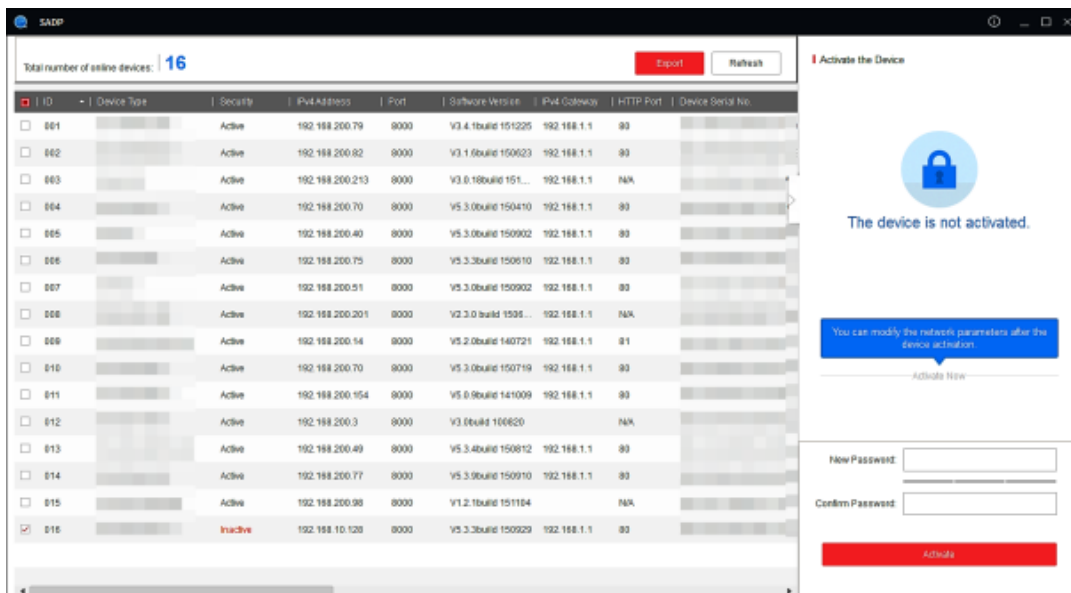 SADP
Total number of online devices: 16
Export
Refresh
ID | Device Type | Security | IPv4 Address | Port | Software Version | IPv4 Gateway | HTTP Port | Device Serial No.
001 Active 192.168.200.79 8000 V3.4.1build 151225 192.168.1.1 80
002 Active 192.168.200.82 8000 V3.1.6build 150623 192.168.1.1 80
003 Active 192.168.200.213 8000 V3.0.18build 151... 192.168.1.1 N/A
004 Active 192.168.200.70 8000 V5.3.0build 150410 192.168.1.1 80
005 Active 192.168.200.40 8000 V5.3.0build 150902 192.168.1.1 80
006 Active 192.168.200.75 8000 V5.3.3build 150610 192.168.1.1 80
007 Active 192.168.200.51 8000 V5.3.0build 150902 192.168.1.1 80
008 Active 192.168.200.201 8000 V2.3.0 build 1506... 192.168.1.1 N/A
009 Active 192.168.200.14 8000 V5.2.0build 140721 192.168.1.1 81
010 Active 192.168.200.70 8000 V5.3.0build 150719 192.168.1.1 80
011 Active 192.168.200.154 8000 V5.0.9build 141009 192.168.1.1 80
012 Active 192.168.200.3 8000 V3.0build 100820 N/A
013 Active 192.168.200.49 8000 V5.3.4build 150812 192.168.1.1 80
014 Active 192.168.200.77 8000 V5.3.9build 150910 192.168.1.1 80
015 Active 192.168.200.98 8000 V1.2.1build 151104 N/A
016 Inactive 192.168.10.128 8000 V5.3.3build 150929 192.168.1.1 80
Activate the Device
The device is not activated.
You can modify the network parameters after the
device activation.
Activate Now
New Password:
Confirm Password:
Activate